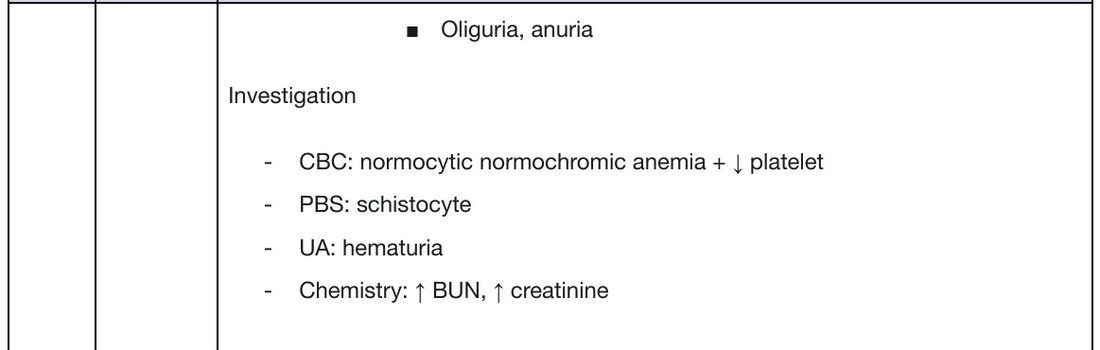 ■ Oliguria, anuria
Investigation
- CBC: normocytic normochromic anemia + ↓ platelet
- PBS: schistocyte
- UA: hematuria
- Chemistry: ↑ BUN, ↑ creatinine